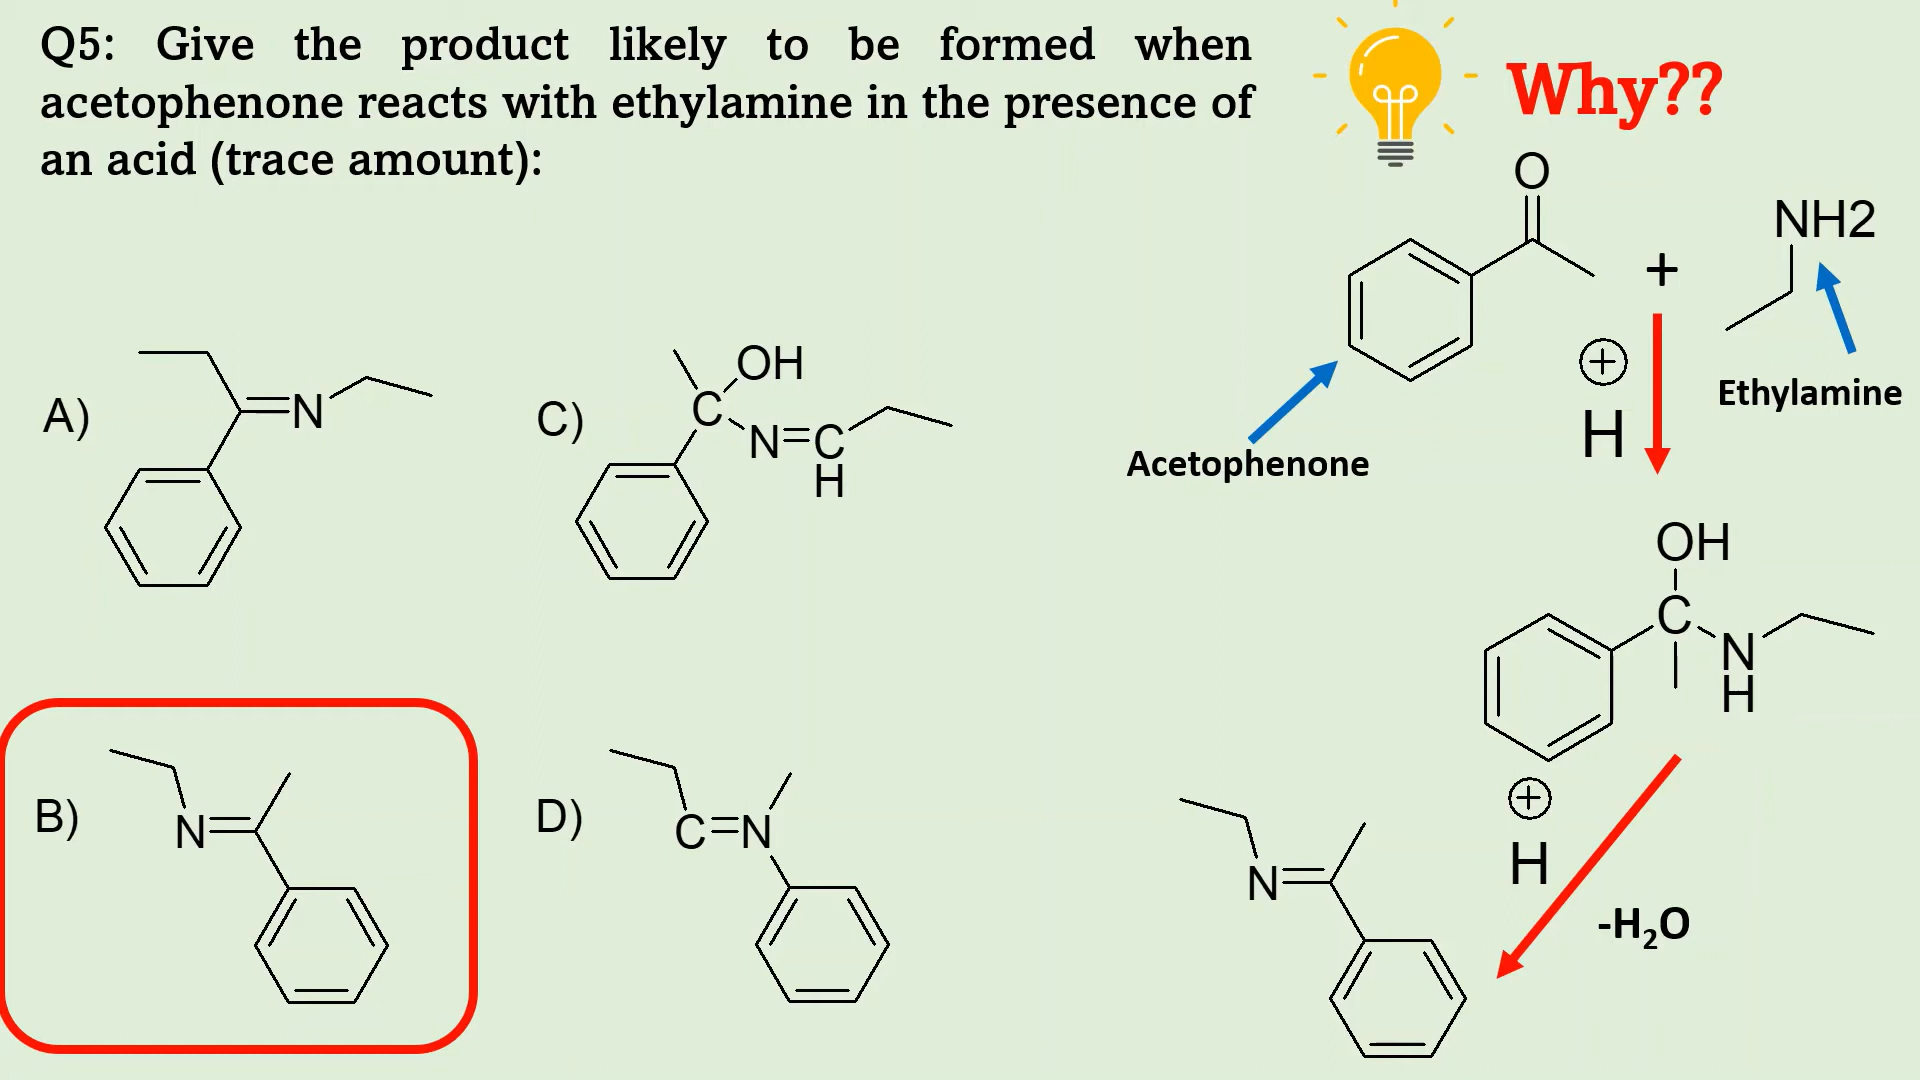 Q5: Give the product likely to be formed when
acetophenone reacts with ethylamine in the presence of
an acid (trace amount):
Why??
O
NH2
+
+
H
Ethylamine
Acetophenone
A)
N
C)
OH
C
N
C
H
OH
C
N
H
B)
N
D)
C
N
N
+
H
-H₂O